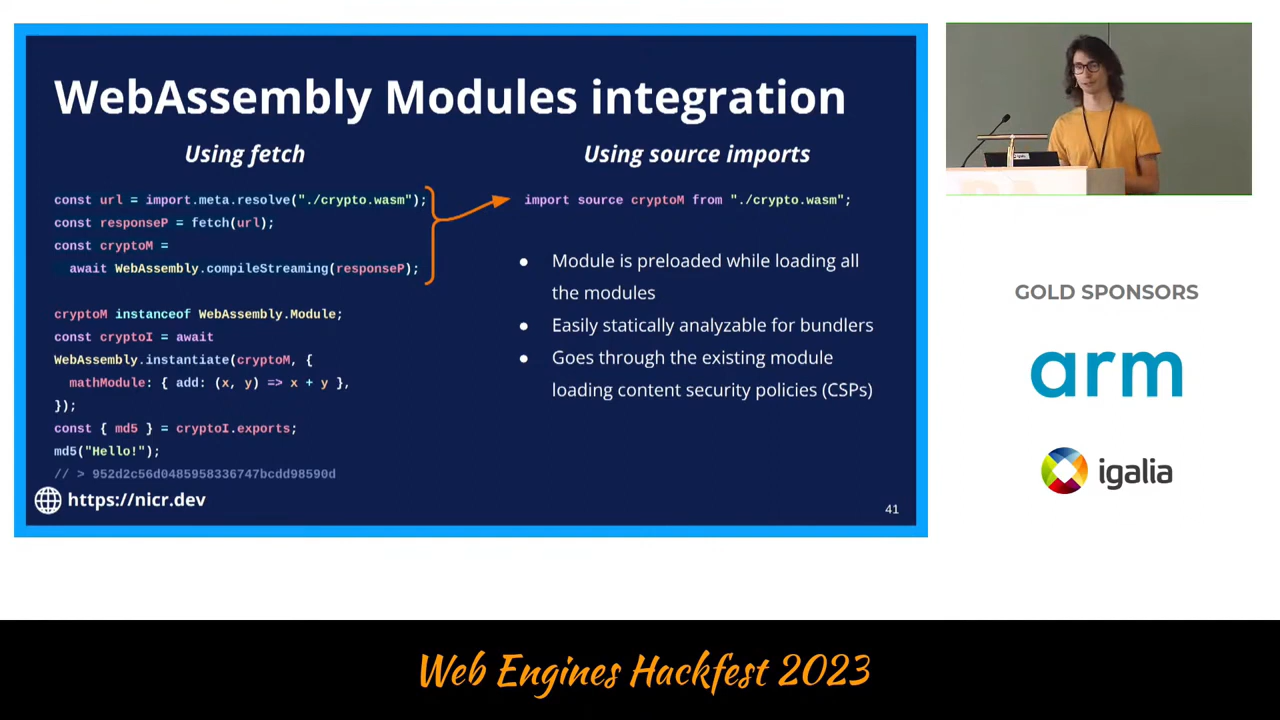 WebAssembly Modules integration
Using fetch
const url = import.meta.resolve("./crypto.wasm");
const responseP = fetch(url);
const cryptoM =
  await WebAssembly.compileStreaming(responseP);
cryptoM instanceof WebAssembly.Module;
const cryptoI = await
WebAssembly.instantiate(cryptoM, {
  mathModule: { add: (x, y) => x + y },
});
const { md5 } = cryptoI.exports;
md5("Hello!");
// > 952d2c56d0485958336747bcdd98590d
https://nicr.dev
Using source imports
import source cryptoM from "./crypto.wasm";
● Module is preloaded while loading all
the modules
● Easily statically analyzable for bundlers
● Goes through the existing module
loading content security policies (CSPs)
41
GOLD SPONSORS
arm
igalia
Web Engines Hackfest 2023